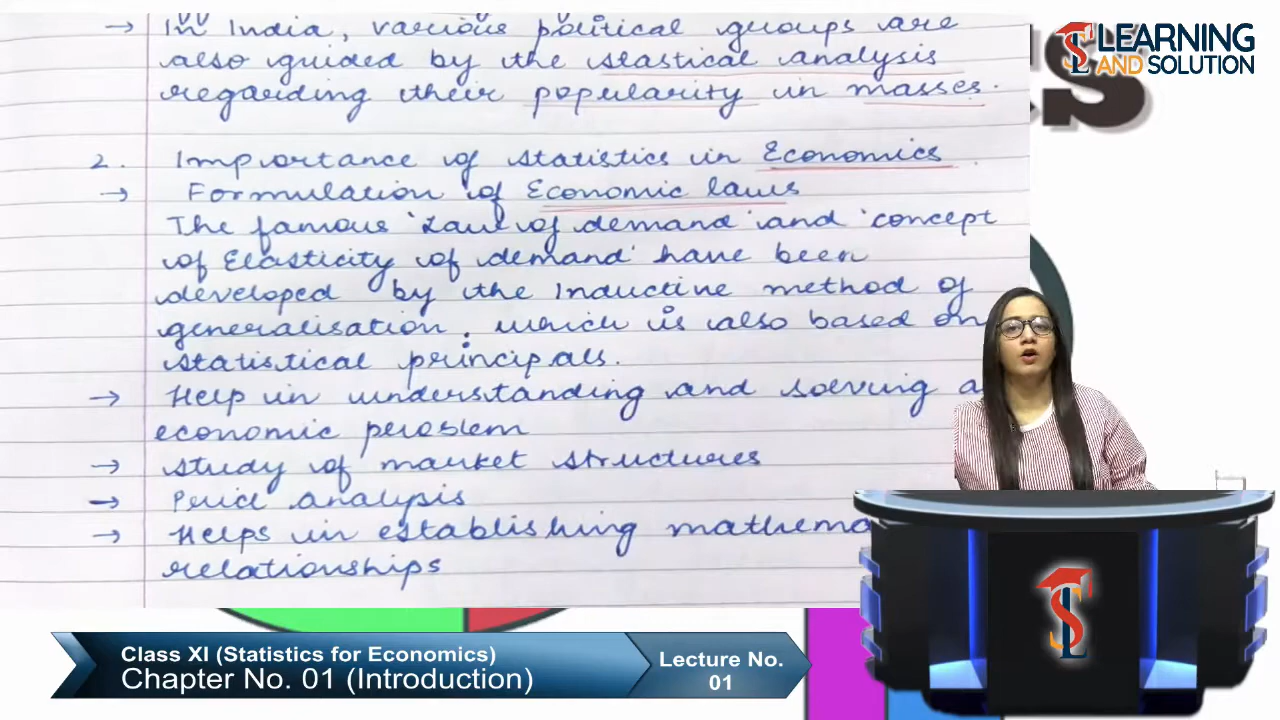 → In India, various political groups are
also guided by the stastical analysis
regarding their popularity in masses.
2. Importance of statistics in Economics
→ Formulation of Economic laws
The famous 'Law of demand' and 'concept
of Elasticity of demand' have been
developed by the Inductive method of
generalisation. which is also based on
statistical principals.
→ Help in understanding and solving a
economic problem
→ study of market structures
→ Price analysis
→ Helps in establishing mathema
relationships
LEARNING
AND SOLUTION
CS
Class XI (Statistics for Economics)
Chapter No. 01 (Introduction)
Lecture No.
01